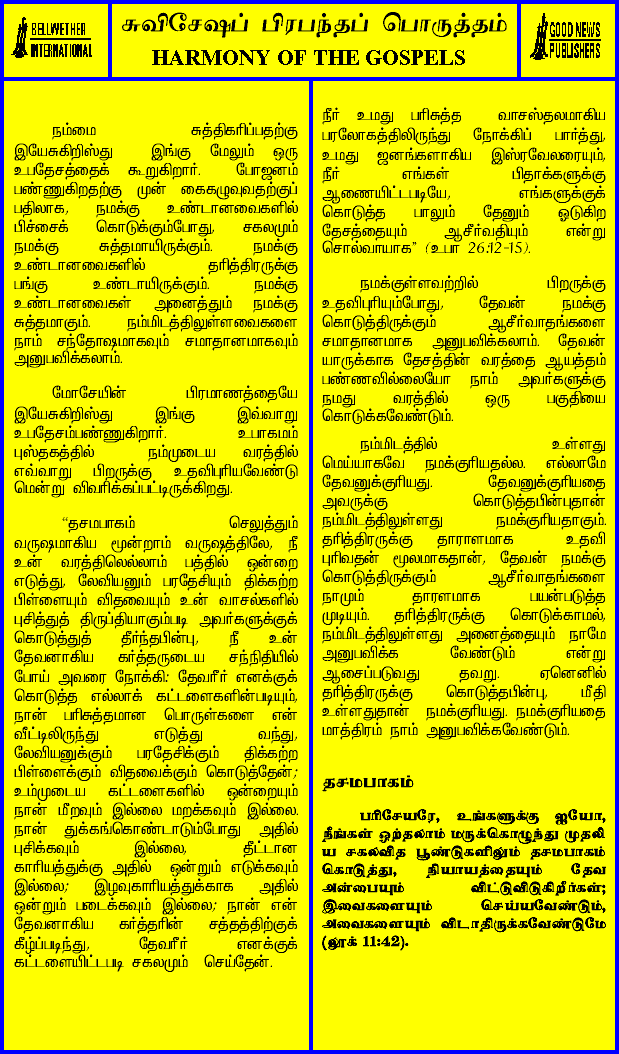 BELLWETHER
INTERNATIONAL
சுவிசேஷப் பிரபந்தப் பொருத்தம்
HARMONY OF THE GOSPELS
GOOD NEWS
PUBLISHERS
நம்மை சுத்திகரிப்பதற்கு
இயேசுகிறிஸ்து இங்கு மேலும் ஒரு
உபதேசத்தைக் கூறுகிறார். போஜனம்
பண்ணுகிறதற்கு முன் கைகழுவுவதற்குப்
பதிலாக, நமக்கு உண்டானவைகளில்
பிச்சைக் கொடுக்கும்போது, சகலமும்
நமக்கு சுத்தமாயிருக்கும். நமக்கு
உண்டானவைகளில் தரித்திரருக்கு
பங்கு உண்டாயிருக்கும். நமக்கு
உண்டானவைகள் அனைத்தும் நமக்கு
சுத்தமாகும். நம்மிடத்திலுள்ளவைகளை
நாம் சந்தோஷமாகவும் சமாதானமாகவும்
அனுபவிக்கலாம்.
மோசேயின் பிரமாணத்தையே
இயேசுகிறிஸ்து இங்கு இவ்வாறு
உபதேசம்பண்ணுகிறார். உபாகமம்
புஸ்தகத்தில் நம்முடைய வரத்தில்
எவ்வாறு பிறருக்கு உதவிபுரியவேண்டு
மென்று விவரிக்கப்பட்டிருக்கிறது.
“தசமபாகம் செலுத்தும்
வருஷமாகிய மூன்றாம் வருஷத்திலே, நீ
உன் வரத்திலெல்லாம் பத்தில் ஒன்றை
எடுத்து, லேவியனும் பரதேசியும் திக்கற்ற
பிள்ளையும் விதவையும் உன் வாசல்களில்
புசித்துத் திருப்தியாகும்படி அவர்களுக்குக்
கொடுத்துத் தீர்ந்தபின்பு, நீ உன்
தேவனாகிய கர்த்தருடைய சந்நிதியில்
போய் அவரை நோக்கி: தேவரீர் எனக்குக்
கொடுத்த எல்லாக் கட்டளைகளின்படியும்,
நான் பரிசுத்தமான பொருள்களை என்
வீட்டிலிருந்து எடுத்து வந்து,
லேவியனுக்கும் பரதேசிக்கும் திக்கற்ற
பிள்ளைக்கும் விதவைக்கும் கொடுத்தேன்;
உம்முடைய கட்டளைகளில் ஒன்றையும்
நான் மீறவும் இல்லை மறக்கவும் இல்லை.
நான் துக்கங்கொண்டாடும்போது அதில்
புசிக்கவும் இல்லை, தீட்டான
காரியத்துக்கு அதில் ஒன்றும் எடுக்கவும்
இல்லை; இழவுகாரியத்துக்காக அதில்
ஒன்றும் படைக்கவும் இல்லை; நான் என்
தேவனாகிய கர்த்தரின் சத்தத்திற்குக்
கீழ்ப்படிந்து, தேவரீர் எனக்குக்
கட்டளையிட்டபடி சகலமும் செய்தேன்.
நீர் உமது பரிசுத்த வாசஸ்தலமாகிய
பரலோகத்திலிருந்து நோக்கிப் பார்த்து,
உமது ஜனங்களாகிய இஸ்ரவேலரையும்,
நீர் எங்கள் பிதாக்களுக்கு
ஆணையிட்டபடியே, எங்களுக்குக்
கொடுத்த பாலும் தேனும் ஓடுகிற
தேசத்தையும் ஆசீர்வதியும் என்று
சொல்வாயாக” (உபா 26:12-15).
நமக்குள்ளவற்றில் பிறருக்கு
உதவிபுரியும்போது, தேவன் நமக்கு
கொடுத்திருக்கும் ஆசீர்வாதங்களை
சமாதானமாக அனுபவிக்கலாம். தேவன்
யாருக்காக தேசத்தின் வரத்தை ஆயத்தம்
பண்ணவில்லையோ நாம் அவர்களுக்கு
நமது வரத்தில் ஒரு பகுதியை
கொடுக்கவேண்டும்.
நம்மிடத்தில் உள்ளது
மெய்யாகவே நமக்குரியதல்ல. எல்லாமே
தேவனுக்குரியது. தேவனுக்குரியதை
அவருக்கு கொடுத்தபின்புதான்
நம்மிடத்திலுள்ளது நமக்குரியதாகும்.
தரித்திரருக்கு தாராளமாக உதவி
புரிவதன் மூலமாகதான், தேவன் நமக்கு
கொடுத்திருக்கும் ஆசீர்வாதங்களை
நாமும் தாரளமாக பயன்படுத்த
முடியும். தரித்திரருக்கு கொடுக்காமல்,
நம்மிடத்திலுள்ளது அனைத்தையும் நாமே
அனுபவிக்க வேண்டும் என்று
ஆசைப்படுவது தவறு. ஏனெனில்
தரித்திரருக்கு கொடுத்தபின்பு, மீதி
உள்ளதுதான் நமக்குரியது. நமக்குரியதை
மாத்திரம் நாம் அனுபவிக்கவேண்டும்.
தசமபாகம்
பரிசேயரே, உங்களுக்கு ஐயோ,
நீங்கள் ஒற்தலாம் மருக்கொழுந்து முதலி
ய சகலவித பூண்டுகளிலும் தசமபாகம்
கொடுத்து, நியாயத்தையும் தேவ
அன்பையும் விட்டுவிடுகிறீர்கள்;
இவைகளையும் செய்யவேண்டும்,
அவைகளையும் விடாதிருக்கவேண்டுமே
(லூக் 11:42).